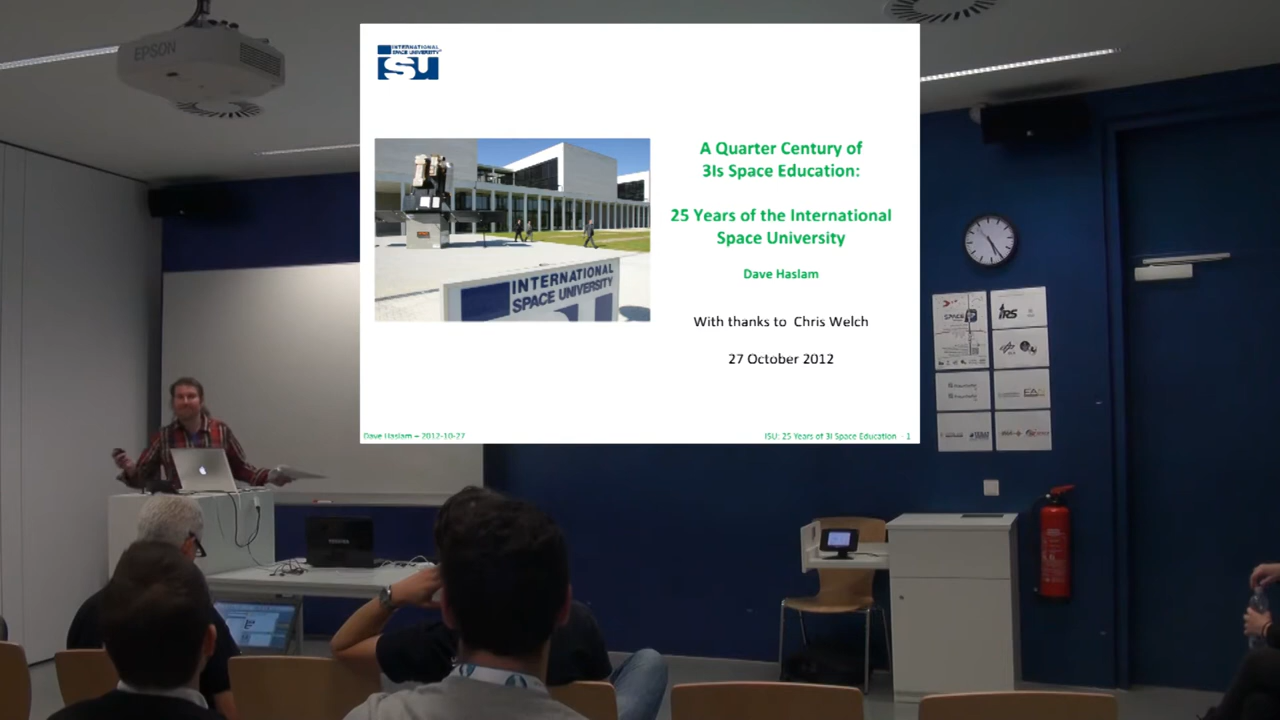 EPSON
INTERNATIONAL
SPACE UNIVERSITY
ISU
A Quarter Century of
3Is Space Education:
25 Years of the International
Space University
Dave Haslam
With thanks to Chris Welch
27 October 2012
INTERNATIONAL
SPACE UNIVERSITY
Dave Haslam – 2012-10-27
ISU: 25 Years of 3I Space Education – 1
SPACE
IRS